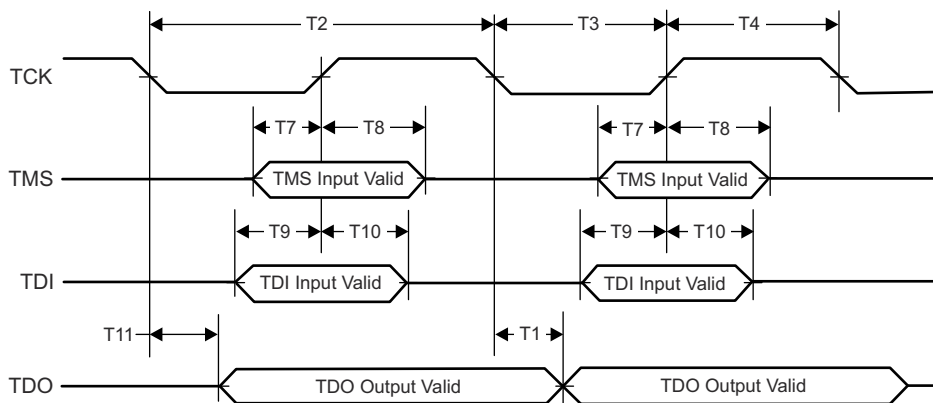 T2 T3 T4
TCK
T7 T8 T7 T8
TMS TMS Input Valid TMS Input Valid
T9 T10 T9 T10
TDI TDI Input Valid TDI Input Valid
T11 T1
TDO TDO Output Valid TDO Output Valid